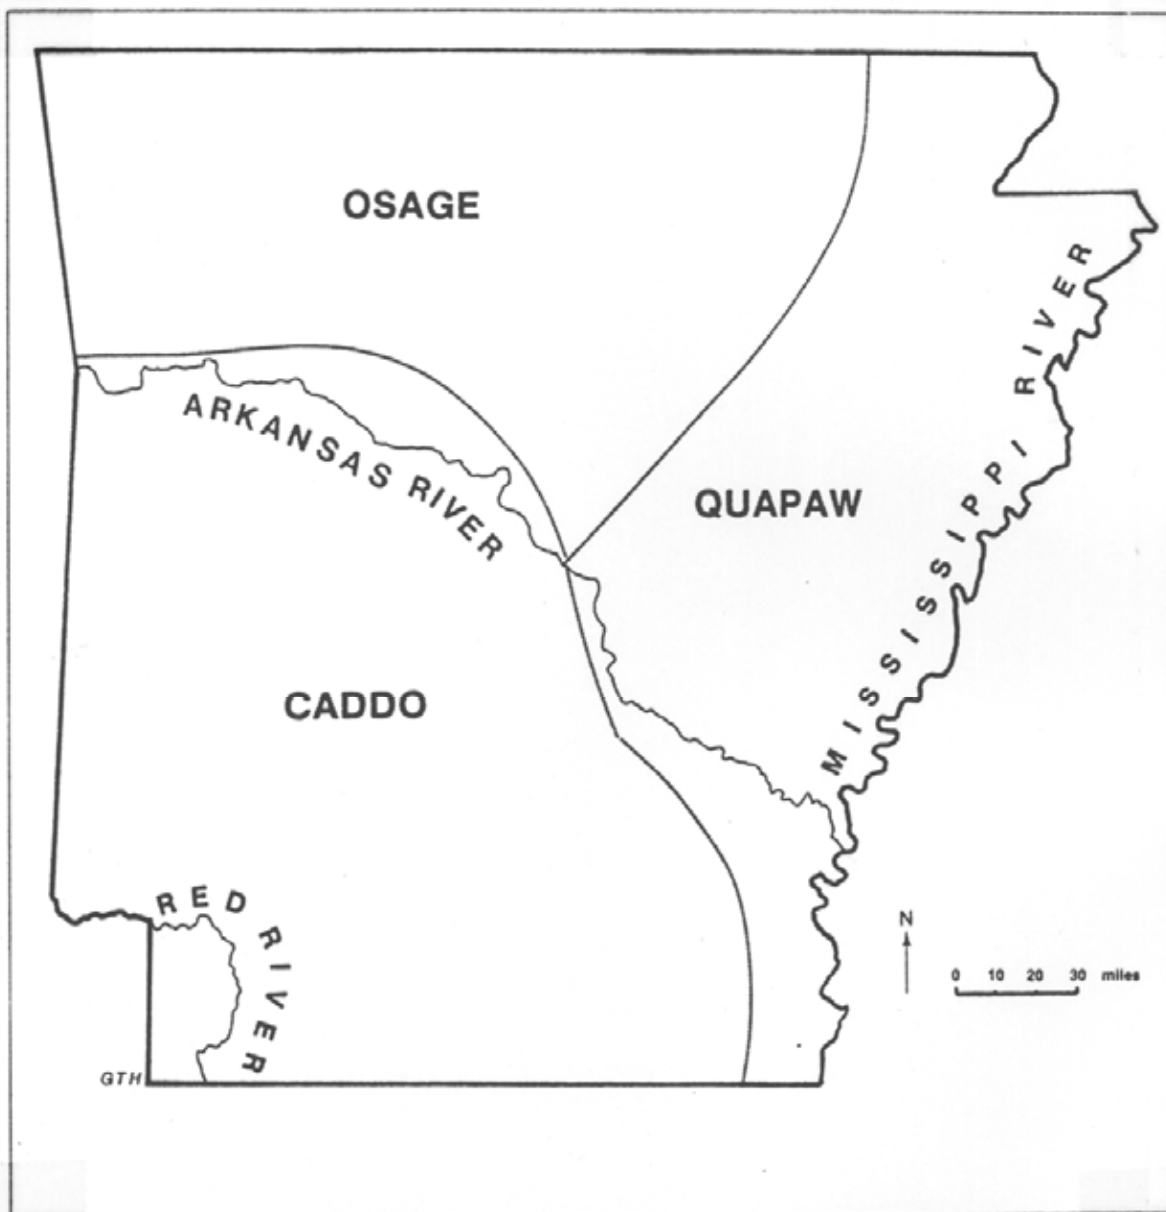 OSAGE
ARKANSAS RIVER
QUAPAW
MISSISSIPPI RIVER
CADDO
RED RIVER
N
0 10 20 30 miles
GTH